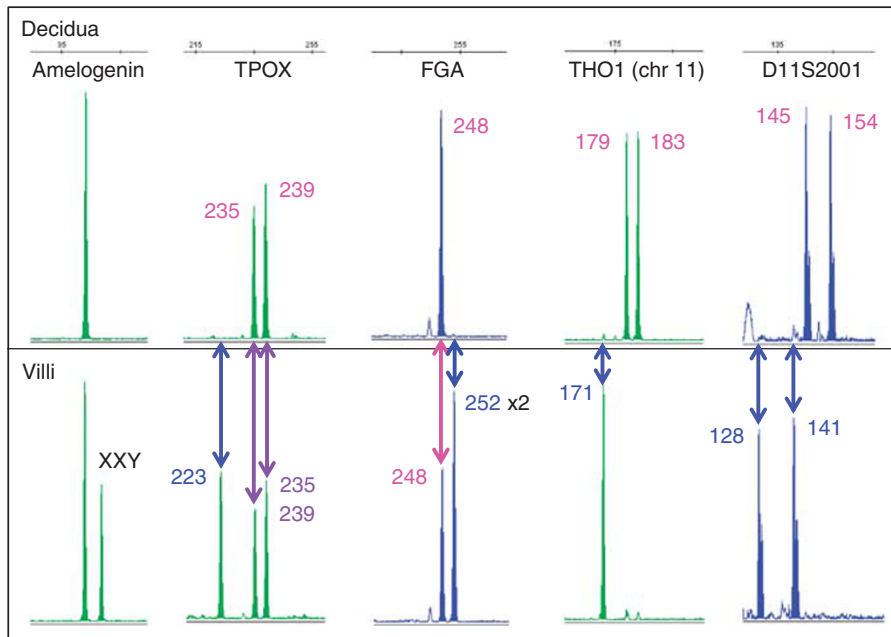 Decidua
95 215 255 255 175 135
Amelogenin TPOX FGA THO1 (chr 11) D11S2001
248 145 154
179 183
239
235
Villi
252 x2
171
141
128
XXY
223 235 248
239